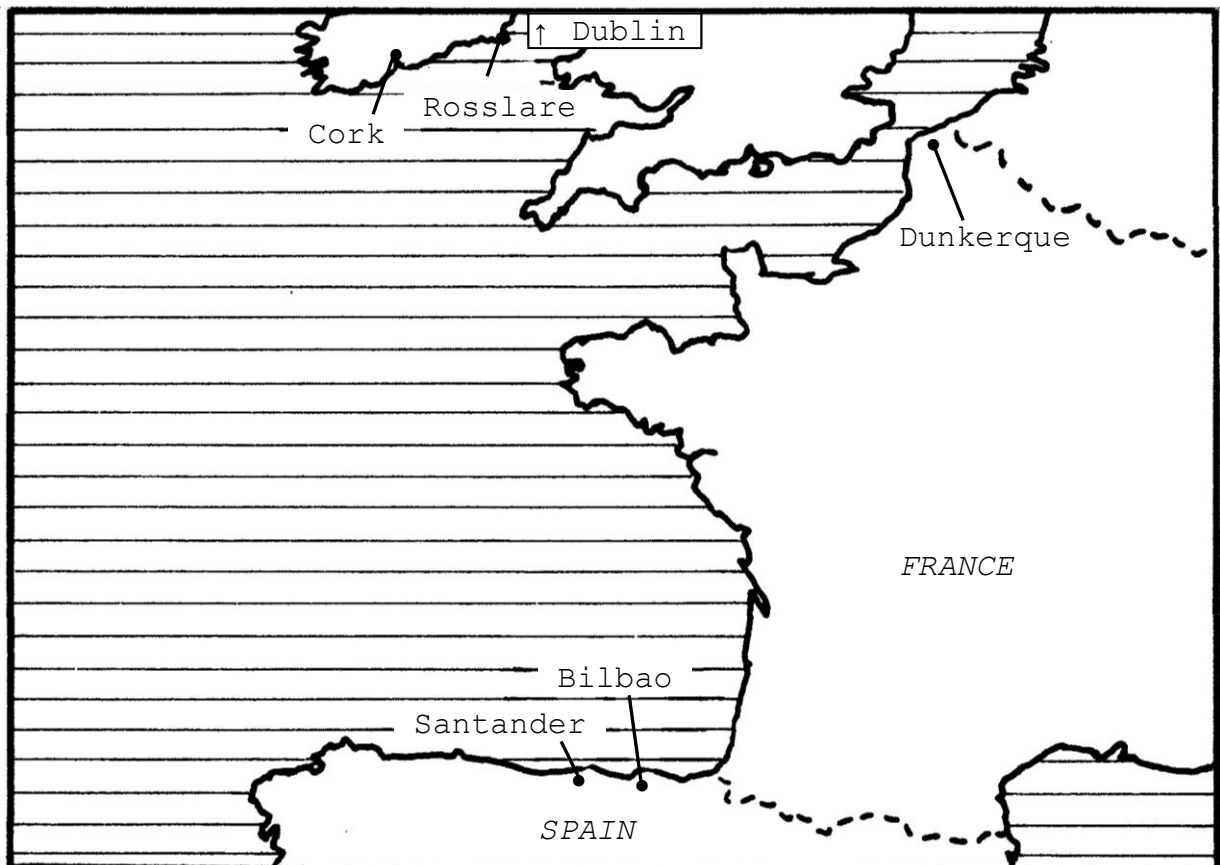 ↑ Dublin
Rosslare
Cork
Dunkerque
FRANCE
Bilbao
Santander
SPAIN